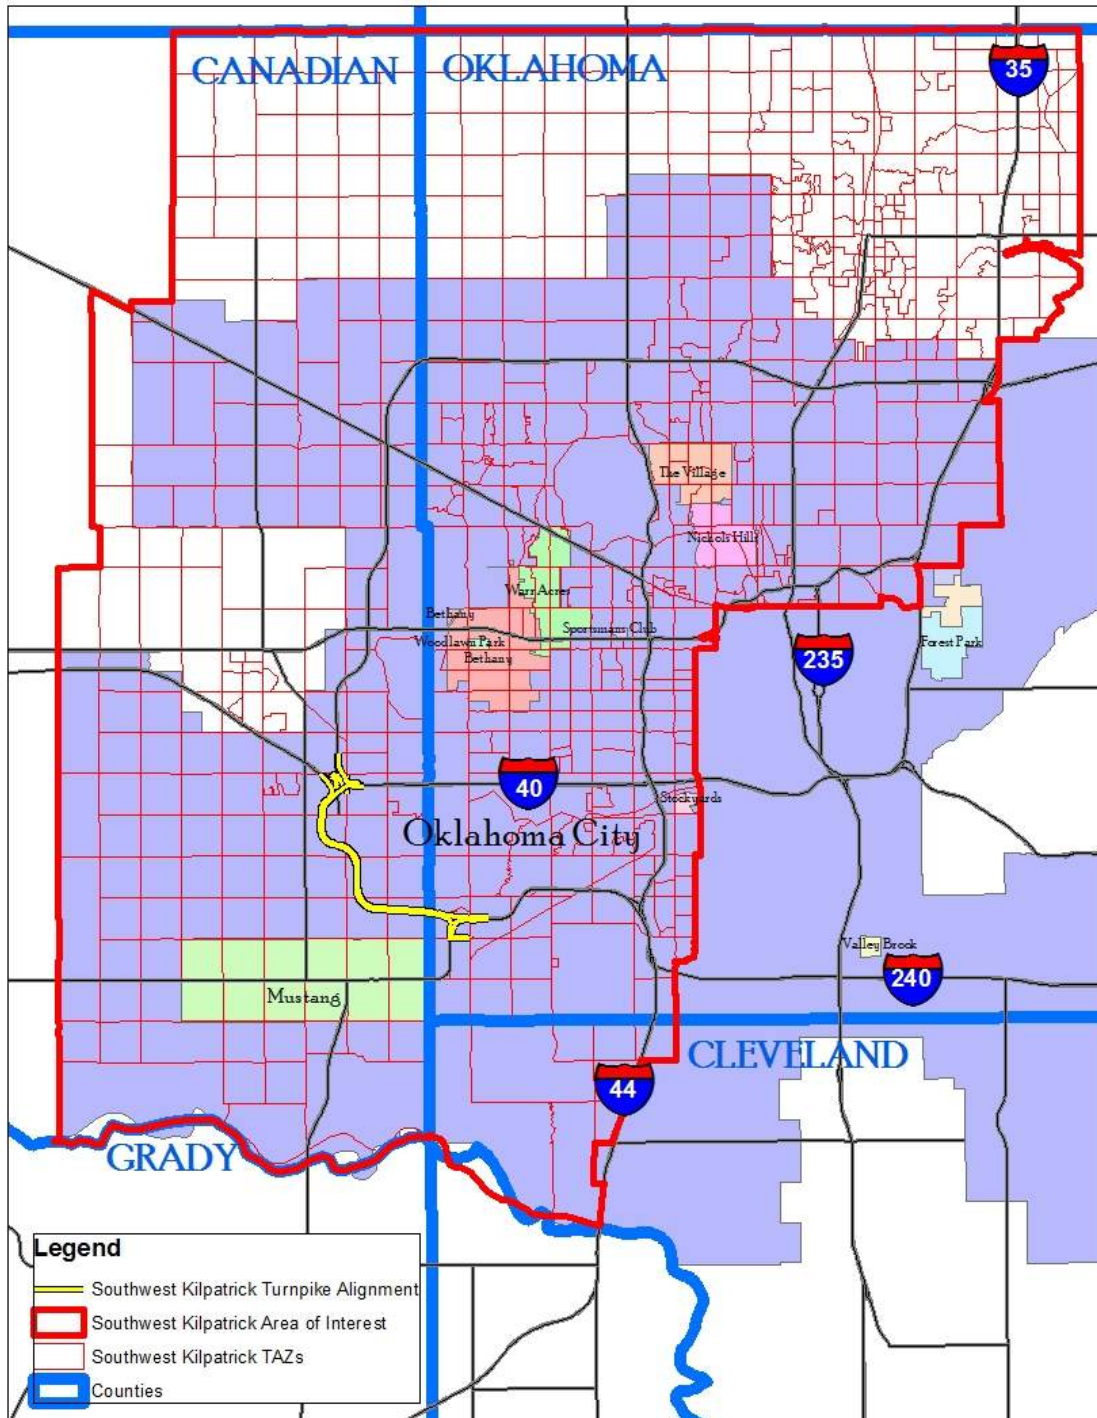 CANADIAN
OKLAHOMA
35
The Village
Nickols Hills
Warr Acres
Bethany
Sportsmans Club
Woodlawn Park
Bethany
Forest Park
235
40
Stockyards
Oklahoma City
Valley Brook
240
Mustang
CLEVELAND
44
GRADY
Legend
Southwest Kilpatrick Turnpike Alignment
Southwest Kilpatrick Area of Interest
Southwest Kilpatrick TAZs
Counties